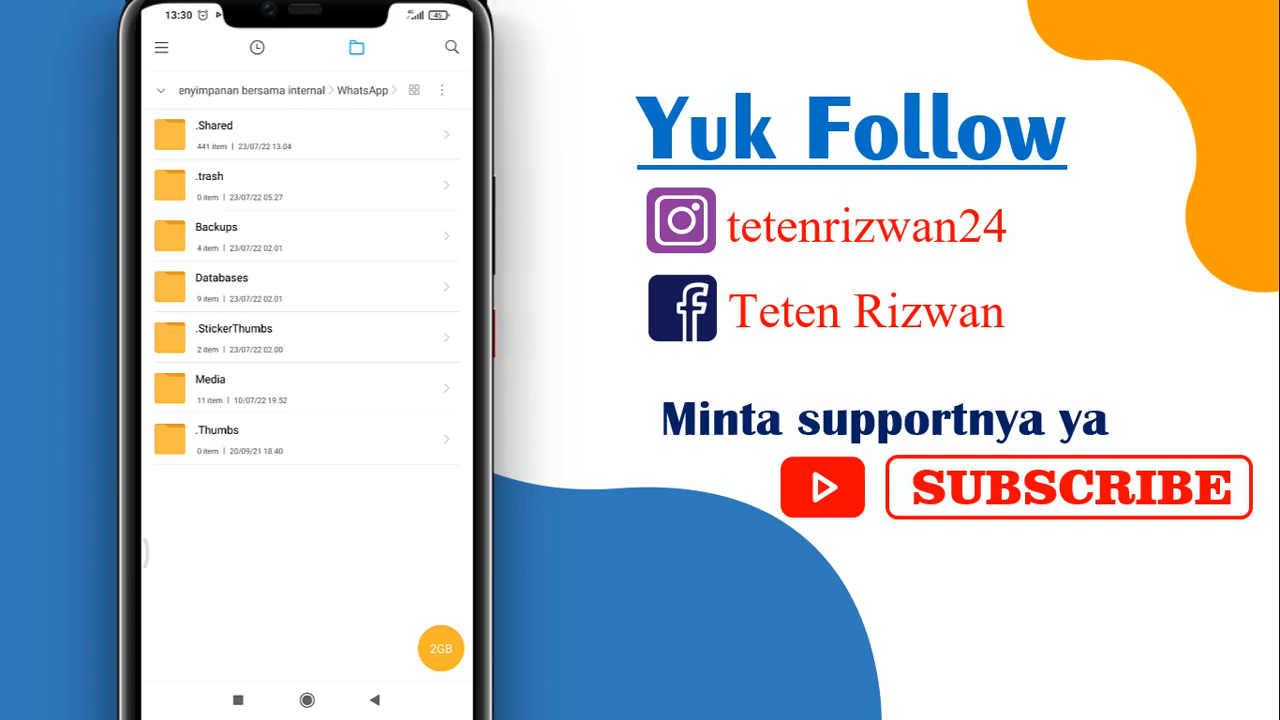 13:30
4G
45
enyimpanan bersama internal
WhatsApp
.Shared
441 item | 23/07/22 13.04
.trash
0 item | 23/07/22 05.27
Backups
4 item | 23/07/22 02.01
Databases
9 item | 23/07/22 02.01
.StickerThumbs
2 item | 23/07/22 02.00
Media
11 item | 10/07/22 19.52
.Thumbs
0 item | 20/09/21 18.40
2GB
Yuk Follow
tetenrizwan24
Teten Rizwan
Minta supportnya ya
SUBSCRIBE